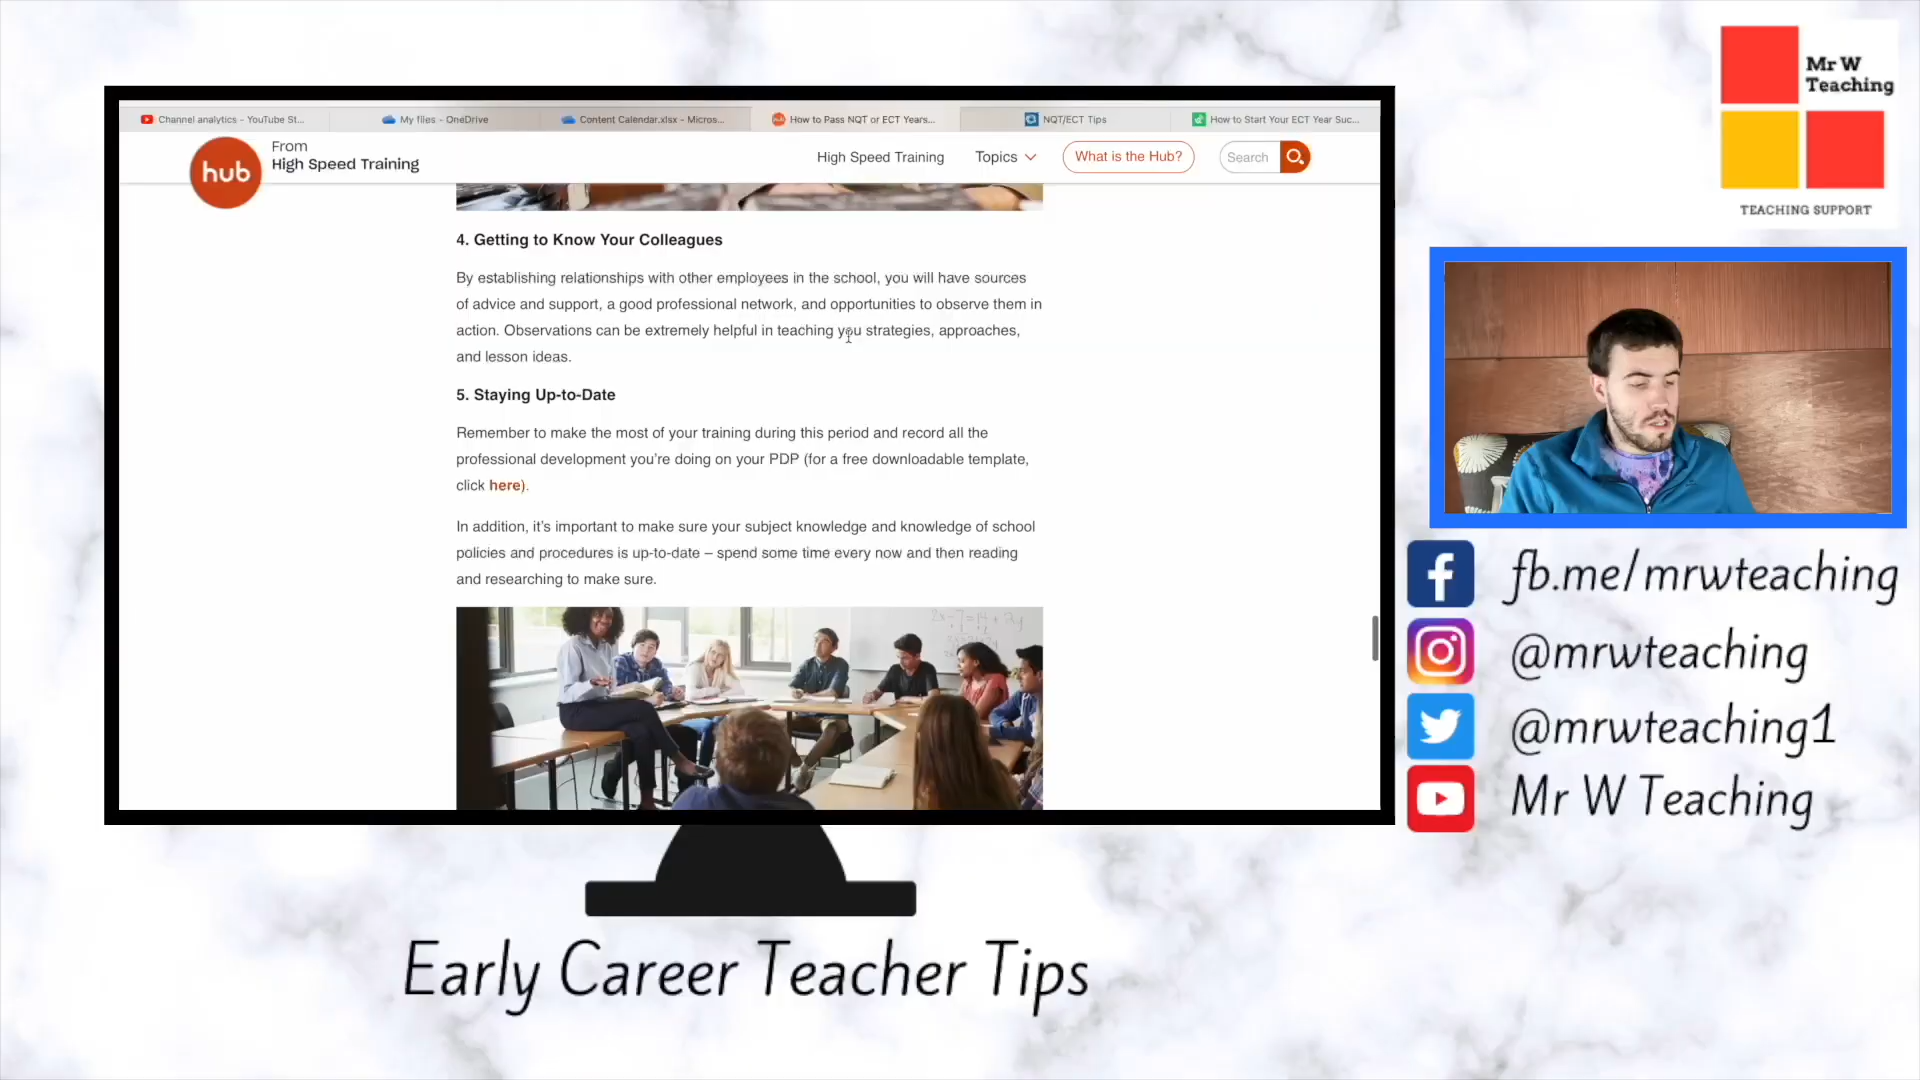 Channel analytics - YouTube St...
My files - OneDrive
Content Calendar.xlsx - Micros...
How to Pass NQT or ECT Years...
NQT/ECT Tips
How to Start Your ECT Year Suc...
hub
From
High Speed Training
High Speed Training
Topics
What is the Hub?
Search
4. Getting to Know Your Colleagues
By establishing relationships with other employees in the school, you will have sources
of advice and support, a good professional network, and opportunities to observe them in
action. Observations can be extremely helpful in teaching you strategies, approaches,
and lesson ideas.
5. Staying Up-to-Date
Remember to make the most of your training during this period and record all the
professional development you're doing on your PDP (for a free downloadable template,
click here).
In addition, it's important to make sure your subject knowledge and knowledge of school
policies and procedures is up-to-date – spend some time every now and then reading
and researching to make sure.
Mr W
Teaching
TEACHING SUPPORT
fb.me/mrwteaching
@mrwteaching
@mrwteaching1
Mr W Teaching
Early Career Teacher Tips